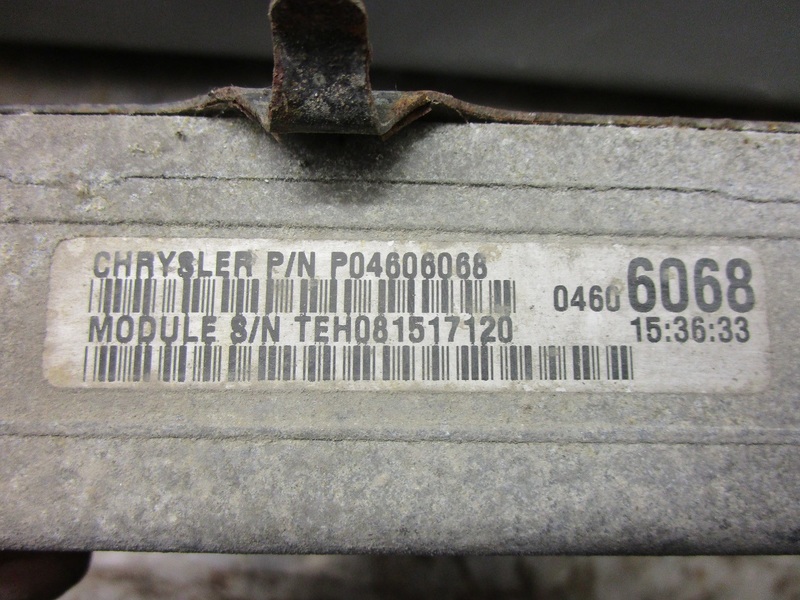 CHRYSLER P/N P04606068
0460 6068
MODULE S/N TEH081517120
15:36:33